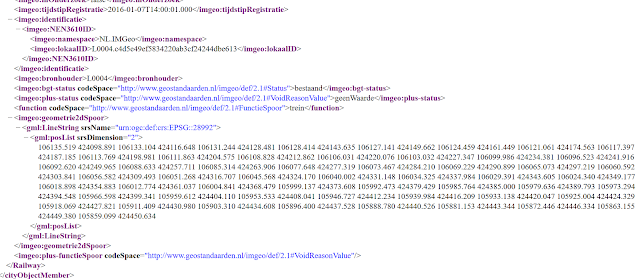 <imgeo:tijdstipRegistratie>2016-01-07T14:00:01.000</imgeo:tijdstipRegistratie>
− <imgeo:identificatie>
− <imgeo:NEN3610ID>
<imgeo:namespace>NL.IMGeo</imgeo:namespace>
<imgeo:lokaalID>L0004.c4d5e49ef5834220ab3cf24244dbe613</imgeo:lokaalID>
</imgeo:NEN3610ID>
</imgeo:identificatie>
<imgeo:bronhouder>L0004</imgeo:bronhouder>
<imgeo:bgt-status codeSpace="http://www.geostandaarden.nl/imgeo/def/2.1#Status">bestaand</imgeo:bgt-status>
<imgeo:plus-status codeSpace="http://www.geostandaarden.nl/imgeo/def/2.1#VoidReasonValue">geenWaarde</imgeo:plus-status>
<function codeSpace="http://www.geostandaarden.nl/imgeo/def/2.1#FunctieSpoor">trein</function>
− <imgeo:geometrie2dSpoor>
− <gml:LineString srsName="urn:ogc:def:crs:EPSG::28992">
− <gml:posList srsDimension="2">
106135.519 424098.891 106133.104 424116.648 106131.244 424128.481 106128.414 424143.635 106127.141 424149.662 106124.459 424161.449 106121.061 424174.563 106117.397
424187.185 106113.769 424198.981 106111.863 424204.575 106108.828 424212.862 106106.031 424220.076 106103.032 424227.347 106099.986 424234.381 106096.523 424241.916
106092.620 424249.965 106088.633 424257.711 106085.314 424263.906 106077.648 424277.319 106073.467 424284.210 106069.229 424290.899 106065.073 424297.219 106060.592
424303.841 106056.582 424309.493 106051.268 424316.707 106045.568 424324.170 106040.002 424331.148 106034.325 424337.984 106029.391 424343.605 106024.340 424349.177
106018.898 424354.883 106012.774 424361.037 106004.841 424368.479 105999.137 424373.608 105992.473 424379.429 105985.764 424385.000 105979.636 424389.793 105973.294
424394.548 105966.598 424399.341 105959.612 424404.110 105953.533 424408.041 105946.727 424412.234 105939.984 424416.209 105933.138 424420.047 105925.004 424424.329
105918.069 424427.821 105911.409 424430.980 105903.310 424434.608 105896.400 424437.528 105888.780 424440.526 105881.153 424443.344 105872.446 424446.334 105863.155
424449.380 105859.099 424450.634
</gml:posList>
</gml:LineString>
</imgeo:geometrie2dSpoor>
<imgeo:plus-functieSpoor codeSpace="http://www.geostandaarden.nl/imgeo/def/2.1#VoidReasonValue"/>
</Railway>
</cityObjectMember>